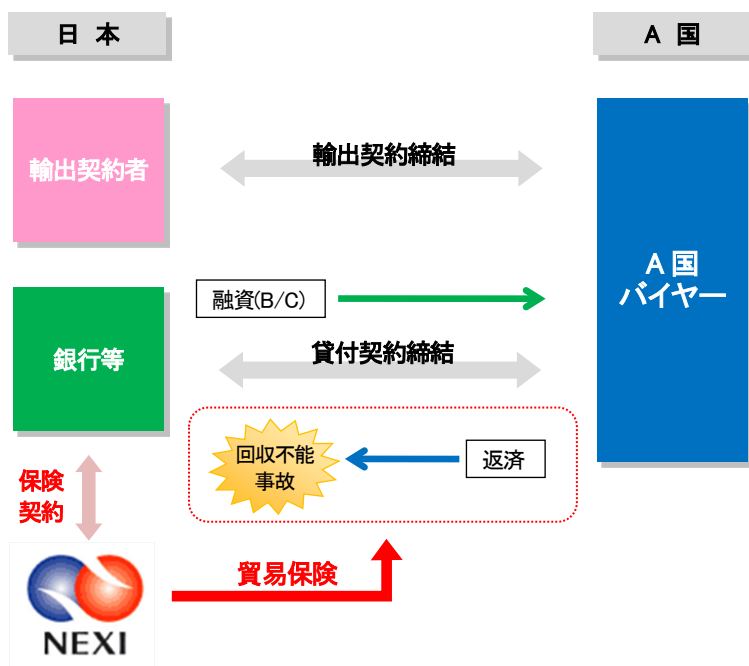 日 本
A 国
輸出契約者
輸出契約締結
A 国
バイヤー
融資(B/C)
銀行等
貸付契約締結
回収不能
事故
返済
保険
契約
貿易保険
NEXI